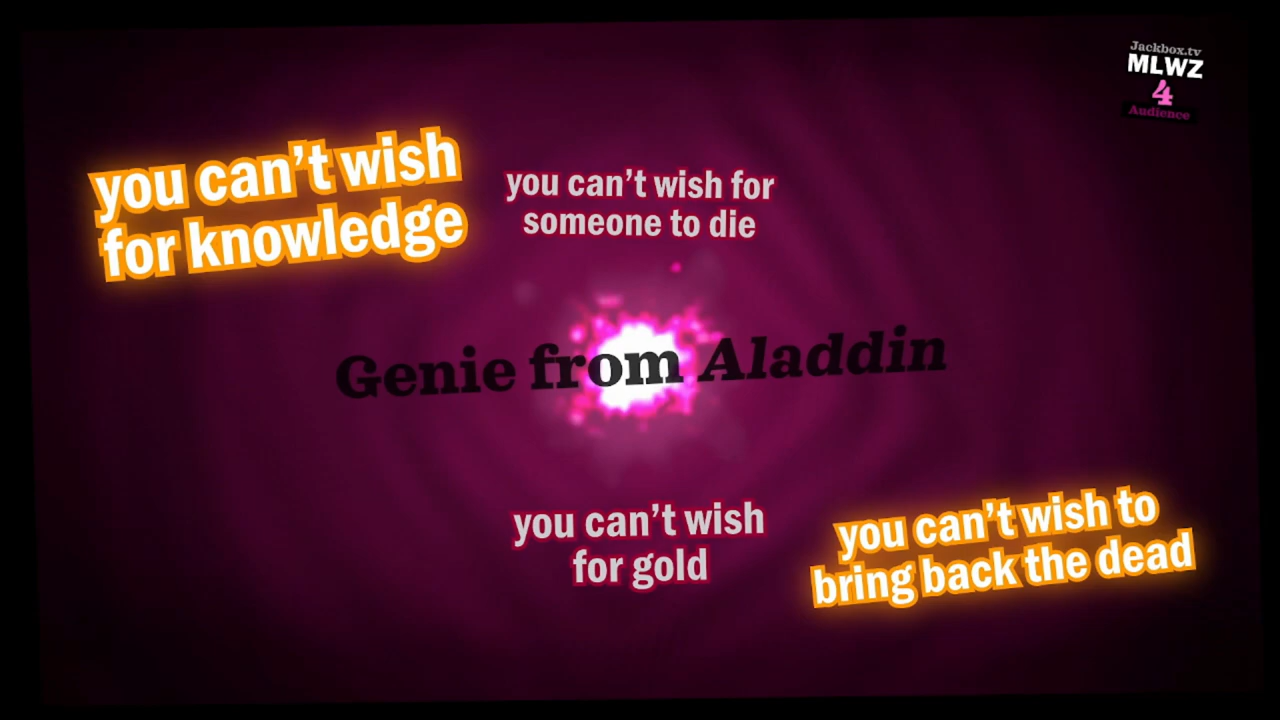 Jackbox.tv
MLWZ
4
Audience
you can't wish
for knowledge
you can't wish for
someone to die
Genie from Aladdin
you can't wish
for gold
you can't wish to
bring back the dead